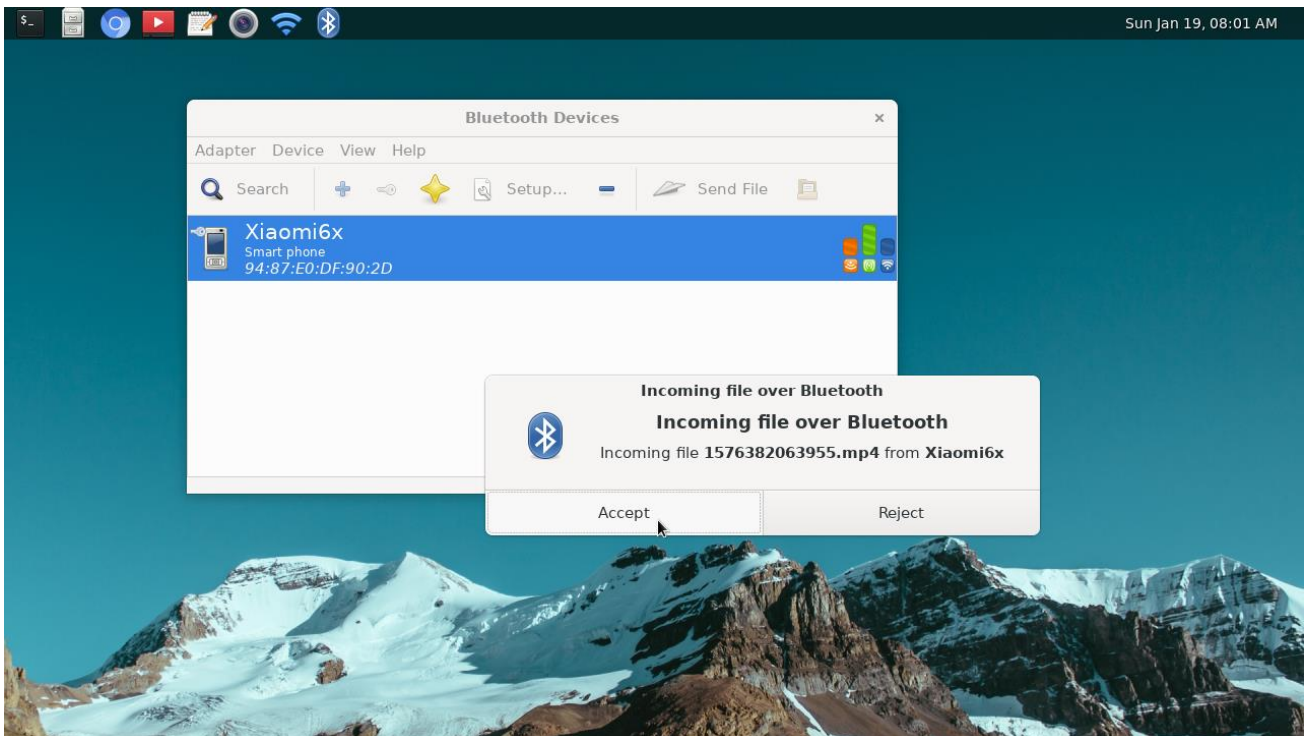 $_
Sun Jan 19, 08:01 AM
Bluetooth Devices
Adapter Device View Help
Search Setup... Send File
Xiaomi6x
Smart phone
94:87:E0:DF:90:2D
Incoming file over Bluetooth
Incoming file over Bluetooth
Incoming file 1576382063955.mp4 from Xiaomi6x
Accept Reject